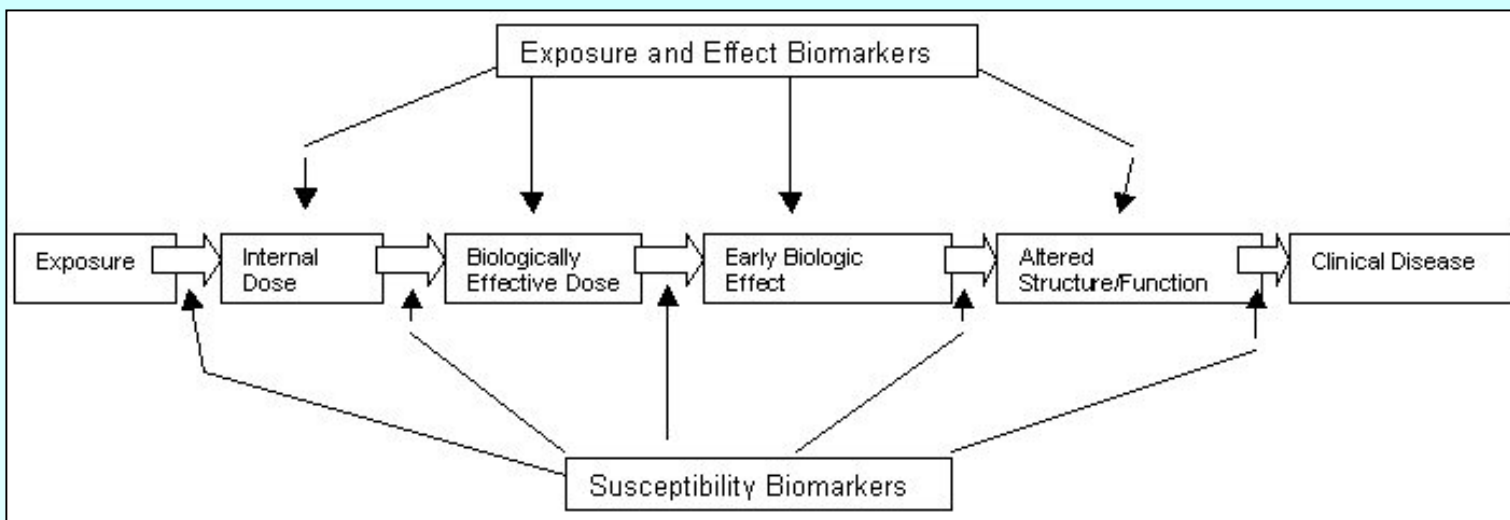 Exposure and Effect Biomarkers
Exposure
Internal
Dose
Biologically
Effective Dose
Early Biologic
Effect
Altered
Structure/Function
Clinical Disease
Susceptibility Biomarkers